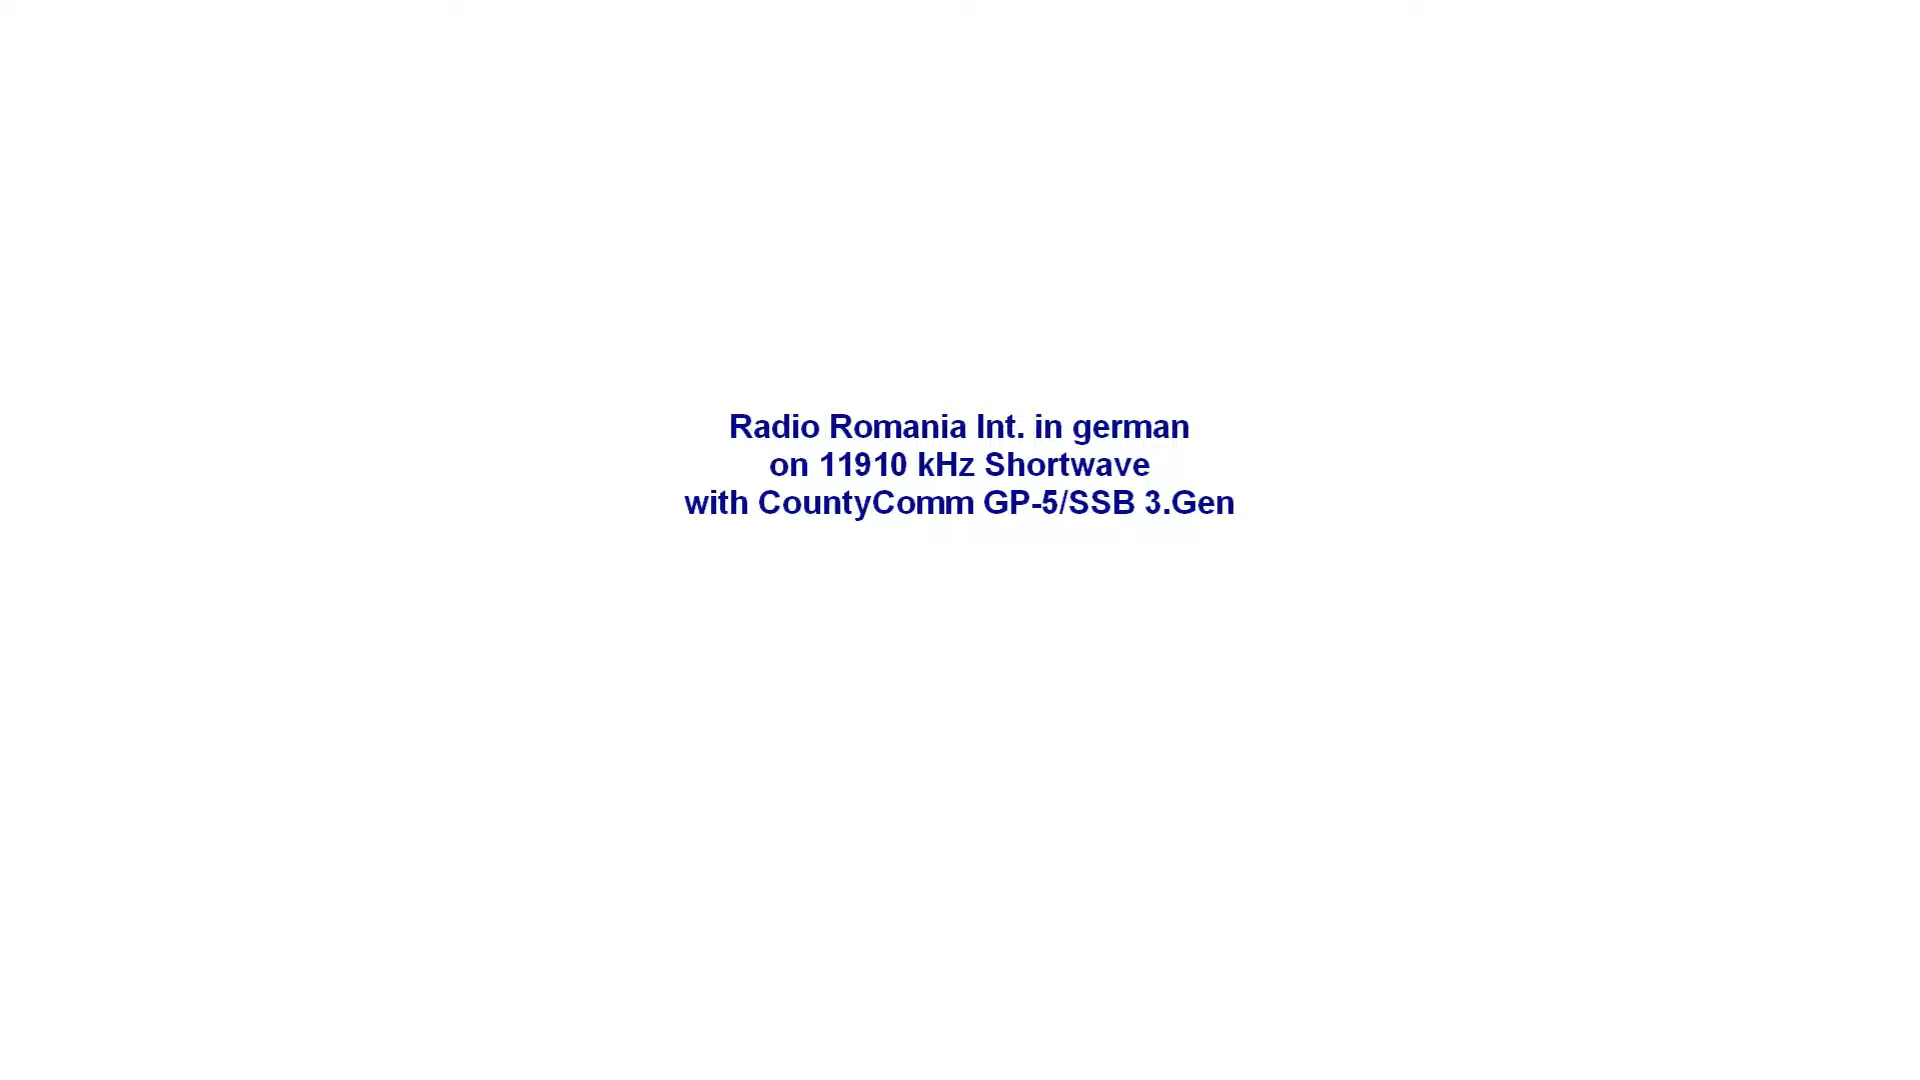 Radio Romania Int. in german
on 11910 kHz Shortwave
with CountyComm GP-5/SSB 3.Gen